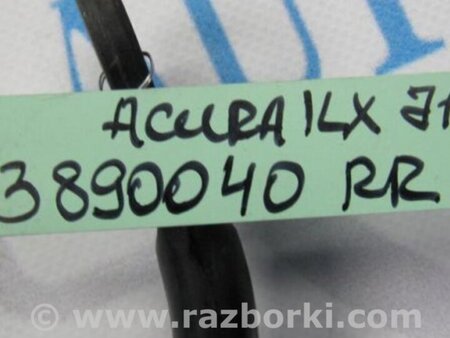 ACURA ILX
3890040 RR
© www.razborki.com